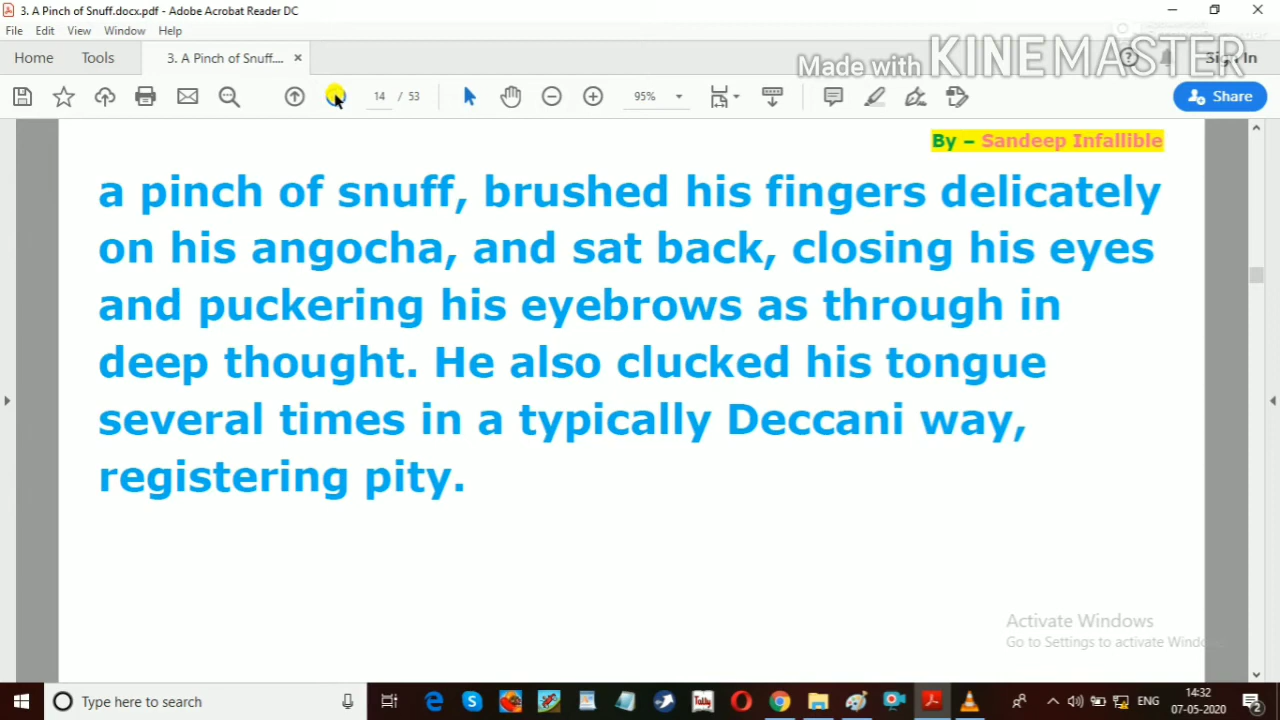 3. A Pinch of Snuff.docx.pdf - Adobe Acrobat Reader DC
File Edit View Window Help
Home Tools 3. A Pinch of Snuff.... Sign In
Made with KINEMASTER
14 / 53 95% Share
By – Sandeep Infallible
a pinch of snuff, brushed his fingers delicately
on his angocha, and sat back, closing his eyes
and puckering his eyebrows as through in
deep thought. He also clucked his tongue
several times in a typically Deccani way,
registering pity.
Activate Windows
Go to Settings to activate Windows
Type here to search
Tally
ENG
14:32
07-05-2020
2